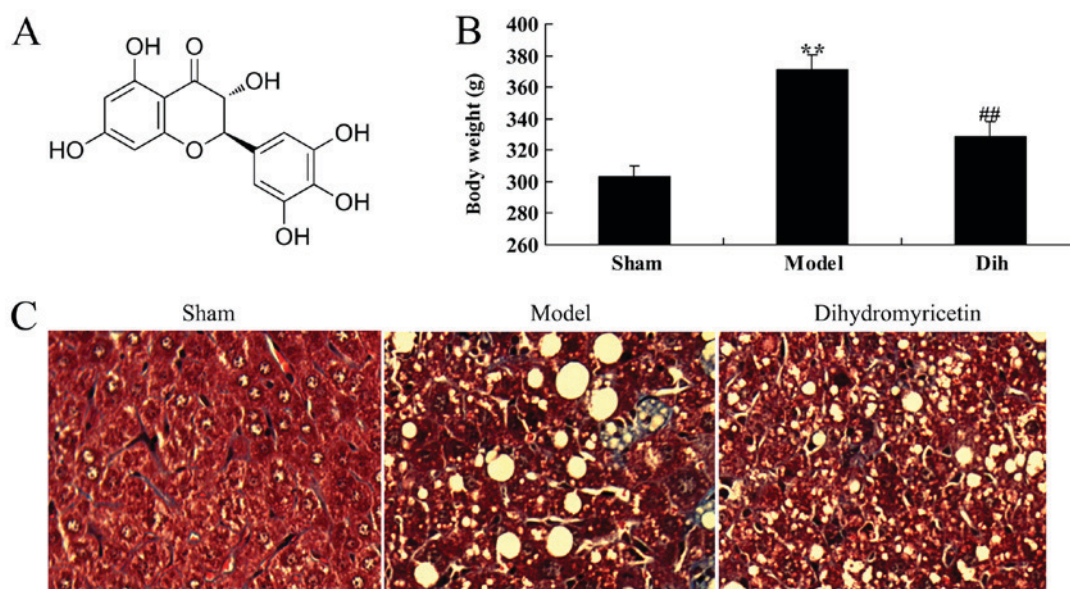 A
OH
O
OH
HO
O
OH
OH
OH
B
Body weight (g)
400
380
360
340
320
300
280
260
**
##
Sham
Model
Dih
C
Sham
Model
Dihydromyricetin